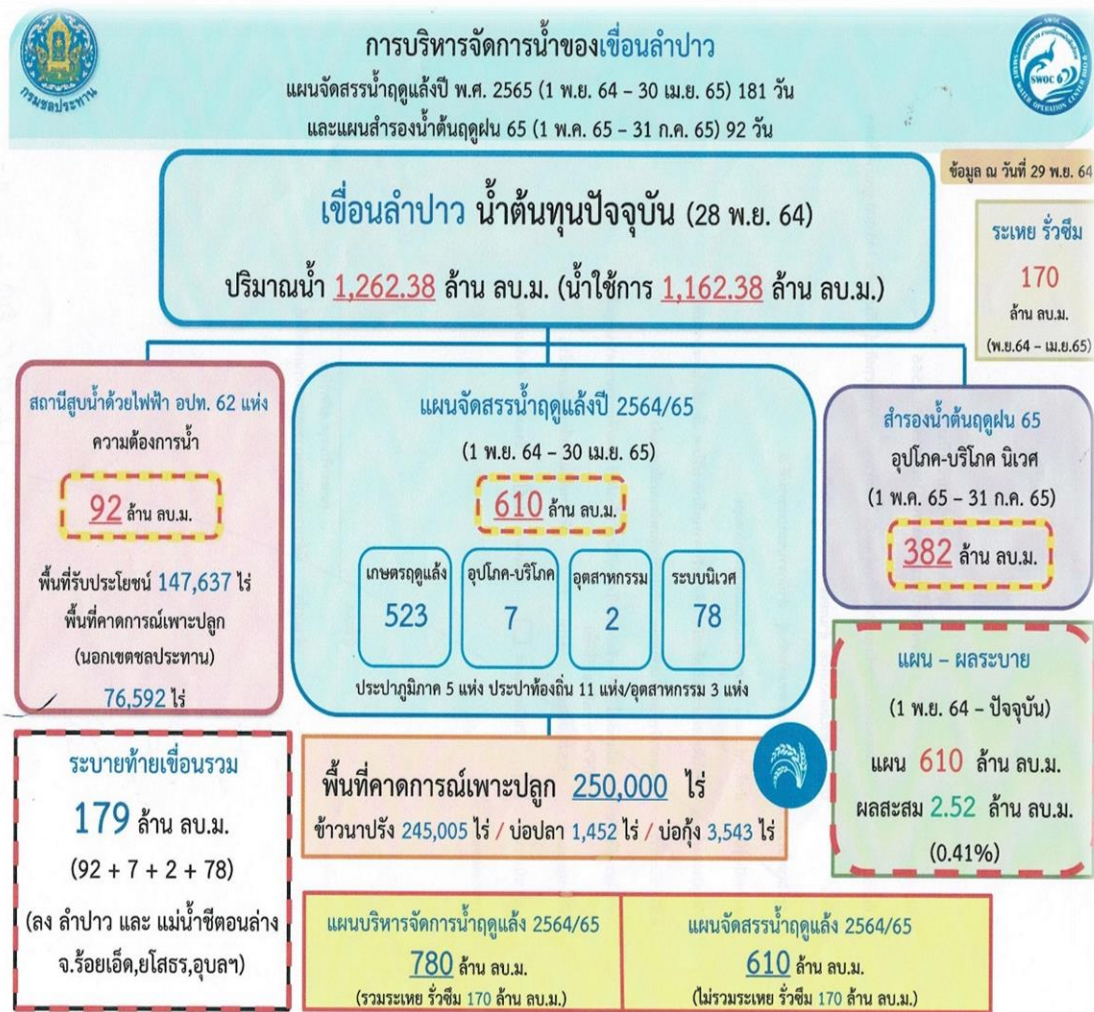 กรมชลประทาน
การบริหารจัดการน้ำของเขื่อนลำปาว
แผนจัดสรรน้ำฤดูแล้งปี พ.ศ. 2565 (1 พ.ย. 64 – 30 เม.ย. 65) 181 วัน
และแผนสำรองน้ำต้นฤดูฝน 65 (1 พ.ค. 65 – 31 ก.ค. 65) 92 วัน
SWOC
SMART WATER OPERATION CENTER
SWOC 6
ข้อมูล ณ วันที่ 29 พ.ย. 64
เขื่อนลำปาว น้ำต้นทุนปัจจุบัน (28 พ.ย. 64)
ปริมาณน้ำ 1,262.38 ล้าน ลบ.ม. (น้ำใช้การ 1,162.38 ล้าน ลบ.ม.)
ระเหย รั่วซึม
170
ล้าน ลบ.ม.
(พ.ย.64 – เม.ย.65)
สถานีสูบน้ำด้วยไฟฟ้า อปท. 62 แห่ง
ความต้องการน้ำ
92 ล้าน ลบ.ม.
พื้นที่รับประโยชน์ 147,637 ไร่
พื้นที่คาดการณ์เพาะปลูก
(นอกเขตชลประทาน)
76,592 ไร่
แผนจัดสรรน้ำฤดูแล้งปี 2564/65
(1 พ.ย. 64 – 30 เม.ย. 65)
610 ล้าน ลบ.ม.
เกษตรฤดูแล้ง
523
อุปโภค-บริโภค
7
อุตสาหกรรม
2
ระบบนิเวศ
78
ประปาภูมิภาค 5 แห่ง ประปาท้องถิ่น 11 แห่ง/อุตสาหกรรม 3 แห่ง
สำรองน้ำต้นฤดูฝน 65
อุปโภค-บริโภค นิเวศ
(1 พ.ค. 65 – 31 ก.ค. 65)
382 ล้าน ลบ.ม.
แผน – ผลระบาย
(1 พ.ย. 64 – ปัจจุบัน)
แผน 610 ล้าน ลบ.ม.
ผลสะสม 2.52 ล้าน ลบ.ม.
(0.41%)
ระบายท้ายเขื่อนรวม
179 ล้าน ลบ.ม.
(92 + 7 + 2 + 78)
(ลง ลำปาว และ แม่น้ำชีตอนล่าง
จ.ร้อยเอ็ด,ยโสธร,อุบลฯ)
พื้นที่คาดการณ์เพาะปลูก 250,000 ไร่
ข้าวนาปรัง 245,005 ไร่ / บ่อปลา 1,452 ไร่ / บ่อกุ้ง 3,543 ไร่
แผนบริหารจัดการน้ำฤดูแล้ง 2564/65
780 ล้าน ลบ.ม.
(รวมระเหย รั่วซึม 170 ล้าน ลบ.ม.)
แผนจัดสรรน้ำฤดูแล้ง 2564/65
610 ล้าน ลบ.ม.
(ไม่รวมระเหย รั่วซึม 170 ล้าน ลบ.ม.)